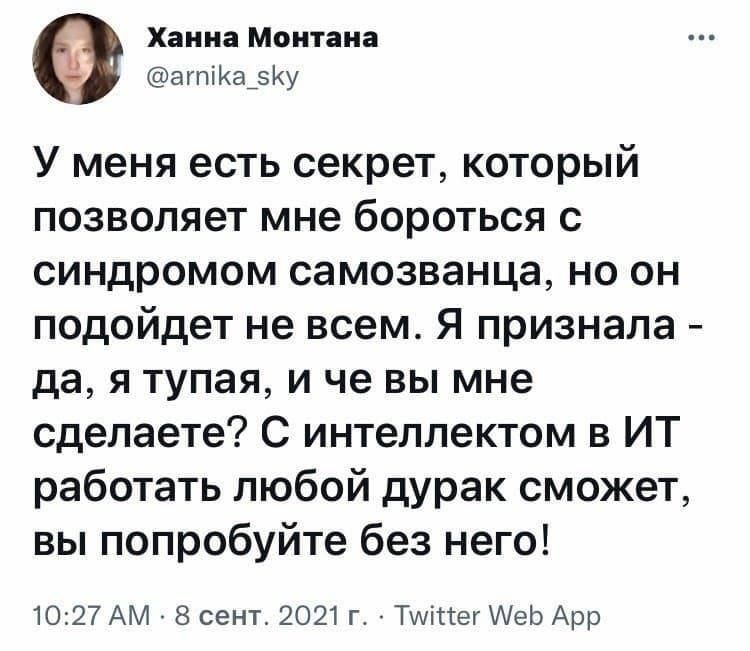 Ханна Монтана
@arnika_sky
У меня есть секрет, который
позволяет мне бороться с
синдромом самозванца, но он
подойдет не всем. Я признала -
да, я тупая, и че вы мне
сделаете? С интеллектом в ИТ
работать любой дурак сможет,
вы попробуйте без него!
10:27 AM · 8 сент. 2021 г. · Twitter Web App